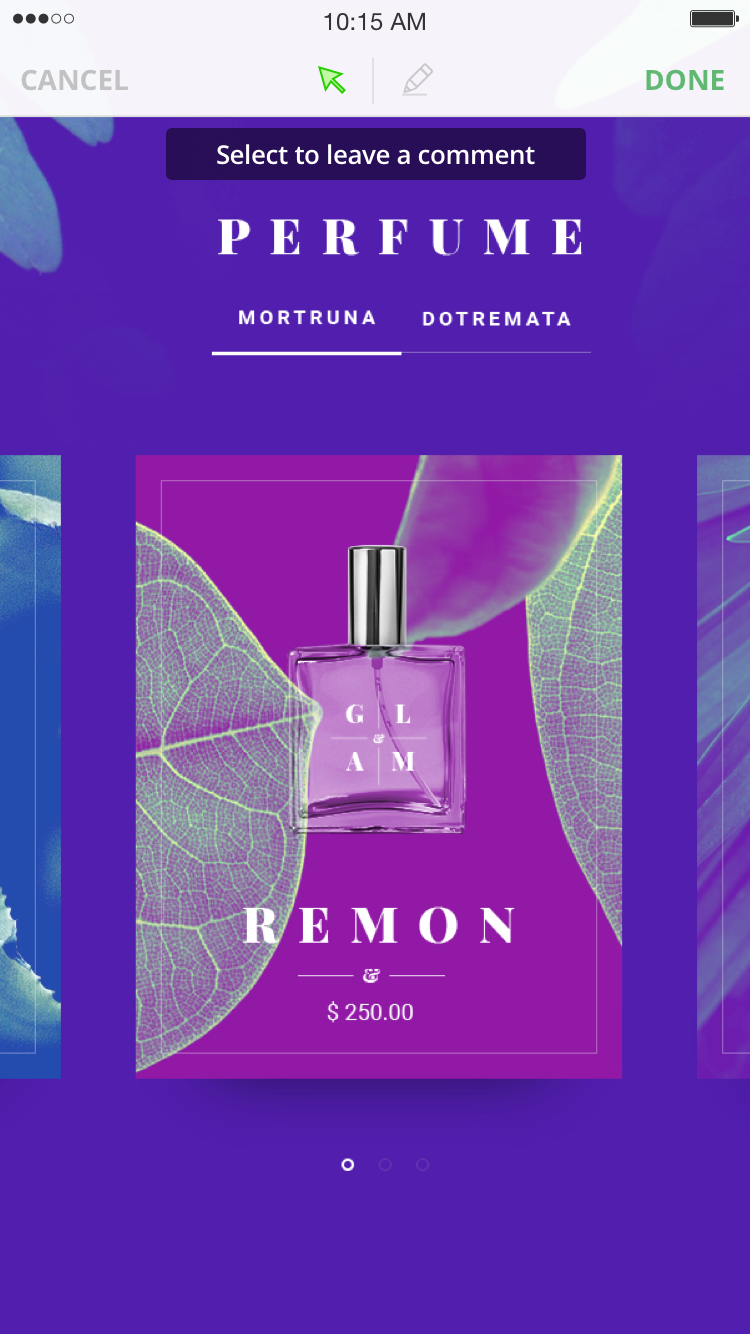 10:15 AM
CANCEL DONE
Select to leave a comment
PERFUME
MORTRUNA DOTREMATA
G L
&
A M
REMON
&
$ 250.00